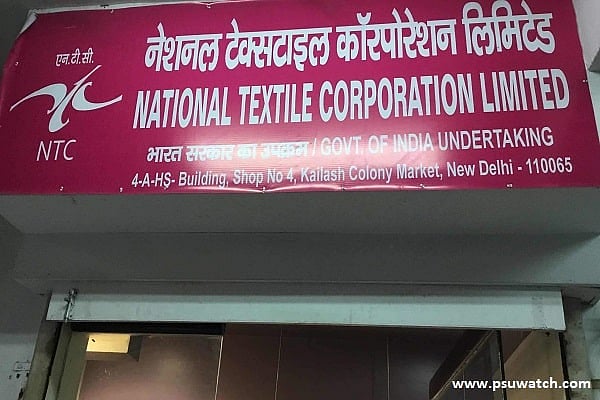 नेशनल टेक्सटाइल कॉरपोरेशन लिमिटेड
एन.टी.सी.
NATIONAL TEXTILE CORPORATION LIMITED
NTC
भारत सरकार का उपक्रम / GOVT. OF INDIA UNDERTAKING
4-A-HS- Building, Shop No 4, Kailash Colony Market, New Delhi - 110065
www.psuwatch.com